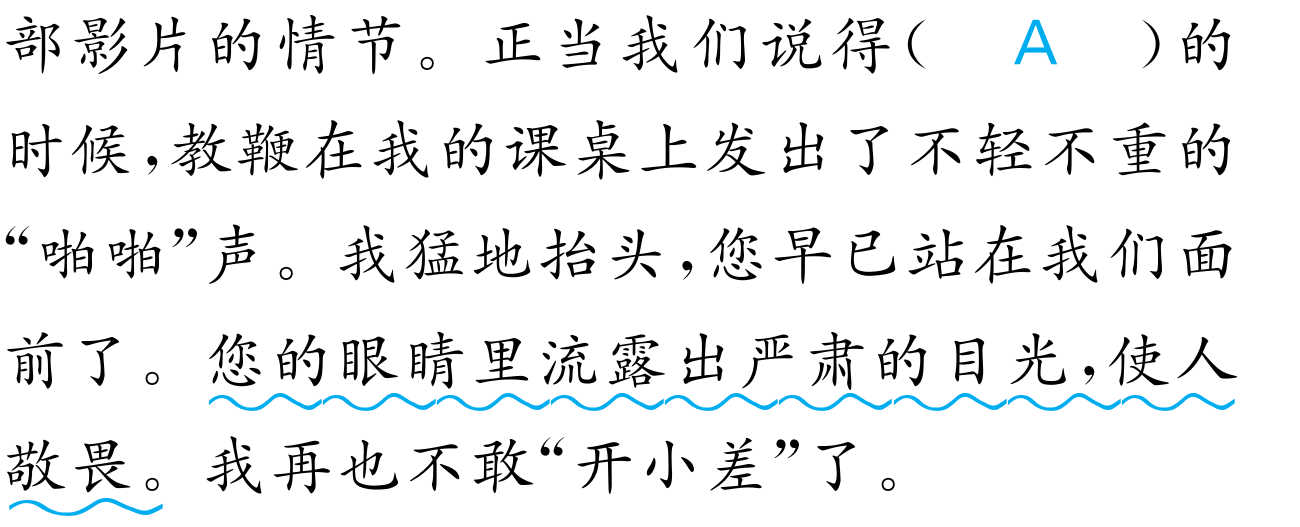 部影片的情节。正当我们说得( A )的
时候,教鞭在我的课桌上发出了不轻不重的
“啪啪”声。我猛地抬头,您早已站在我们面
前了。您的眼睛里流露出严肃的目光,使人
敬畏。我再也不敢“开小差”了。